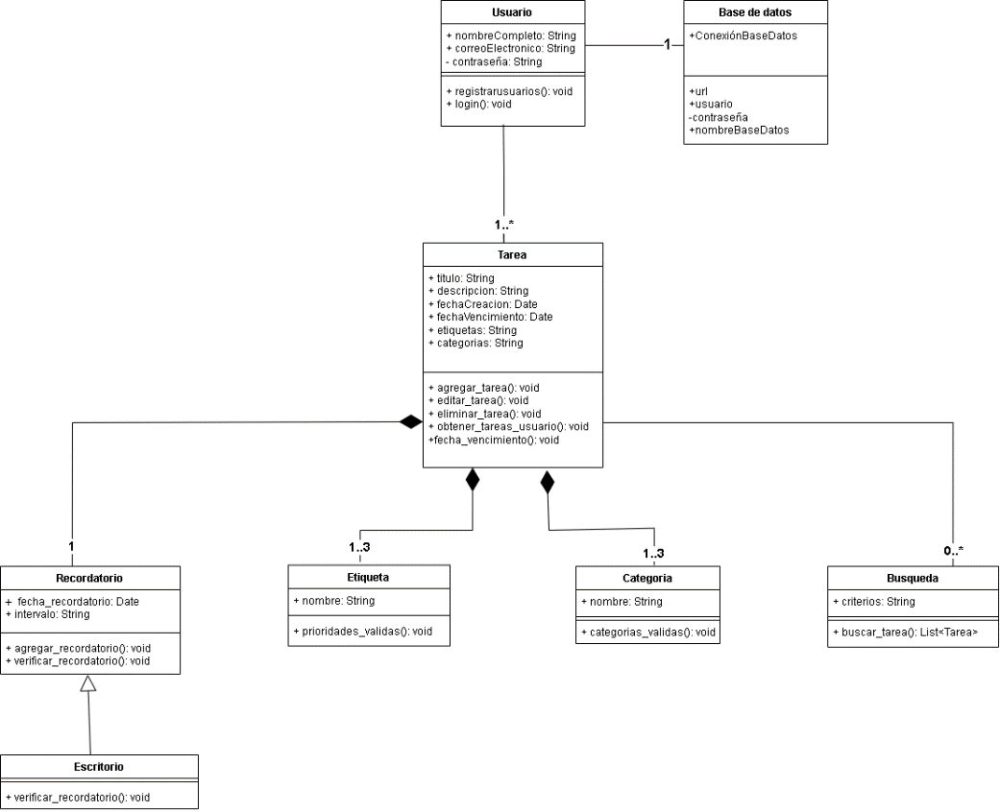 Usuario
+ nombreCompleto: String
+ correoElectronico: String
- contraseña: String
+ registrarusuarios(): void
+ login(): void
1
Base de datos
+ConexiónBaseDatos
+url
+usuario
-contraseña
+nombreBaseDatos
1..*
Tarea
+ titulo: String
+ descripcion: String
+ fechaCreacion: Date
+ fechaVencimiento: Date
+ etiquetas: String
+ categorias: String
+ agregar_tarea(): void
+ editar_tarea(): void
+ eliminar_tarea(): void
+ obtener_tareas_usuario(): void
+fecha_vencimiento(): void
1
Recordatorio
+ fecha_recordatorio: Date
+ intervalo: String
+ agregar_recordatorio(): void
+ verificar_recordatorio(): void
1..3
Etiqueta
+ nombre: String
+ prioridades_validas(): void
1..3
Categoria
+ nombre: String
+ categorias_validas(): void
0..*
Busqueda
+ criterios: String
+ buscar_tarea(): List<Tarea>
Escritorio
+ verificar_recordatorio(): void